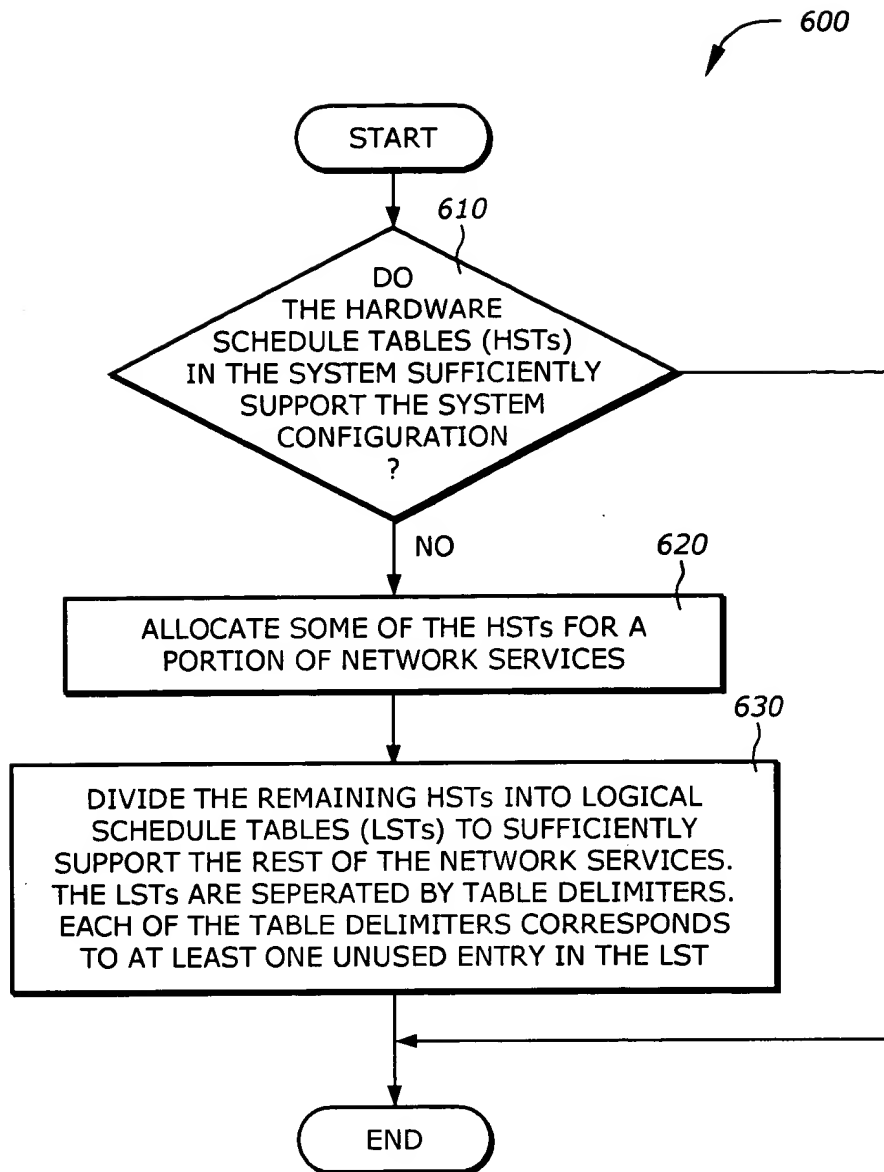 600
START
610
DO
THE HARDWARE
SCHEDULE TABLES (HSTs)
IN THE SYSTEM SUFFICIENTLY
SUPPORT THE SYSTEM
CONFIGURATION
?
NO
620
ALLOCATE SOME OF THE HSTs FOR A
PORTION OF NETWORK SERVICES
630
DIVIDE THE REMAINING HSTs INTO LOGICAL
SCHEDULE TABLES (LSTs) TO SUFFICIENTLY
SUPPORT THE REST OF THE NETWORK SERVICES.
THE LSTs ARE SEPERATED BY TABLE DELIMITERS.
EACH OF THE TABLE DELIMITERS CORRESPONDS
TO AT LEAST ONE UNUSED ENTRY IN THE LST
END